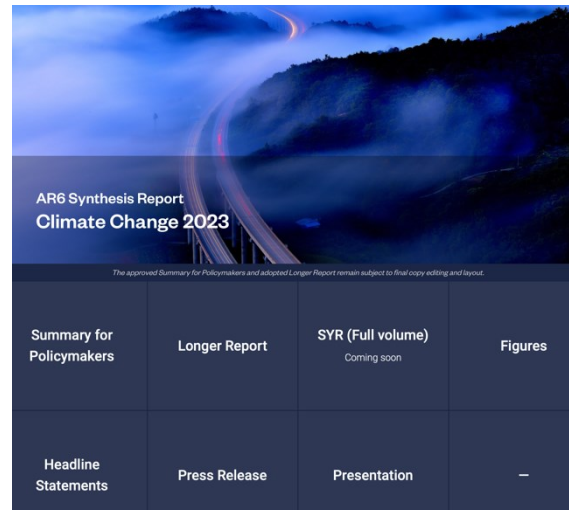 AR6 Synthesis Report
Climate Change 2023
The approved Summary for Policymakers and adopted Longer Report remain subject to final copy editing and layout.
Summary for
Policymakers
Longer Report
SYR (Full volume)
Coming soon
Figures
Headline
Statements
Press Release
Presentation
—